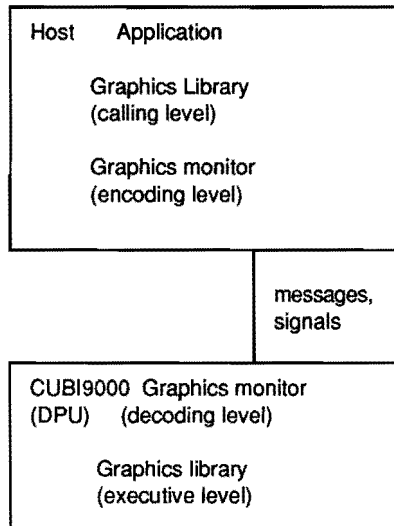 Host Application
Graphics Library
(calling level)
Graphics monitor
(encoding level)
messages,
signals
CUBI9000 Graphics monitor
(DPU) (decoding level)
Graphics library
(executive level)